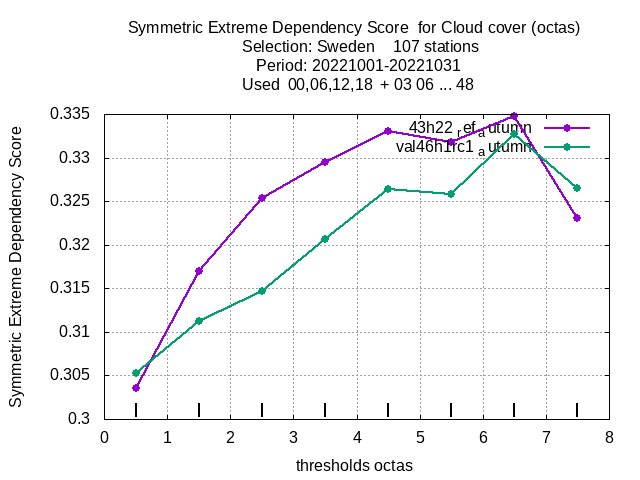 Symmetric Extreme Dependency Score  for Cloud cover (octas)
Selection: Sweden    107 stations
Period: 20221001-20221031
Used  00,06,12,18  + 03 06 ... 48
Symmetric Extreme Dependency Score
0.335
0.33
0.325
0.32
0.315
0.31
0.305
0.3
43h22_ref_autumn
val46h1rc1_autumn
0 1 2 3 4 5 6 7 8
thresholds octas